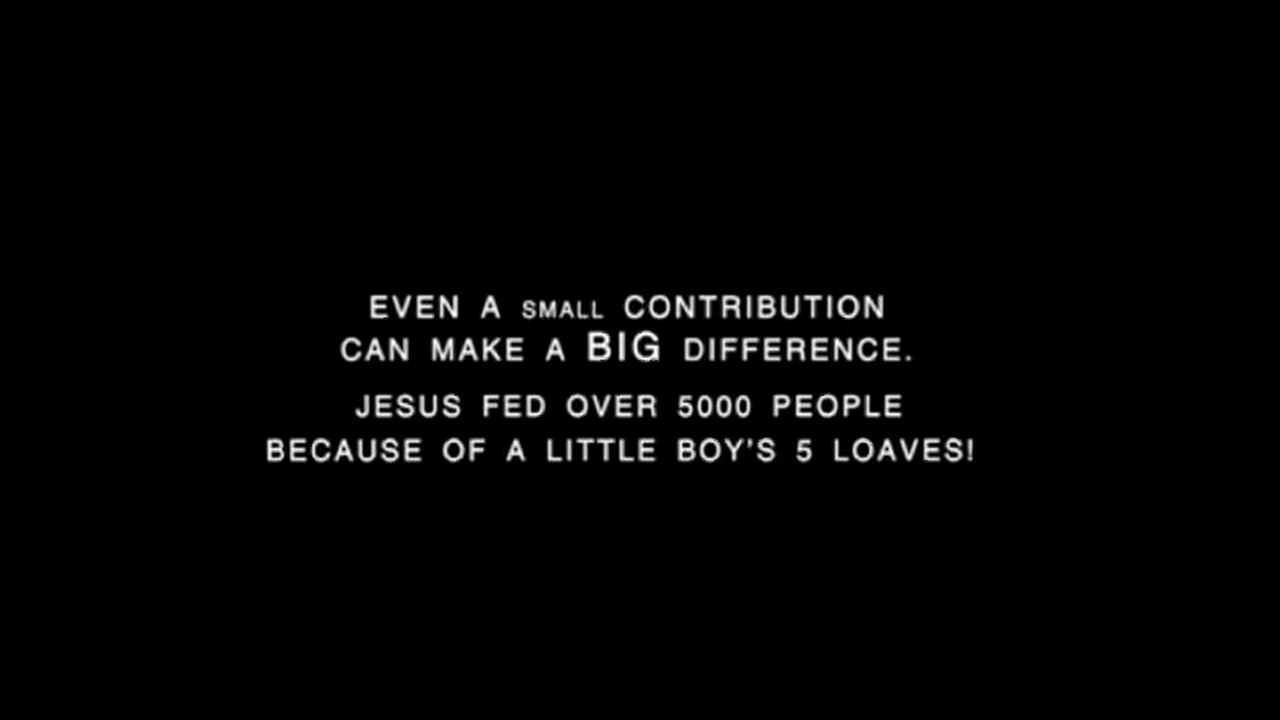 EVEN A SMALL CONTRIBUTION
CAN MAKE A BIG DIFFERENCE.
JESUS FED OVER 5000 PEOPLE
BECAUSE OF A LITTLE BOY'S 5 LOAVES!